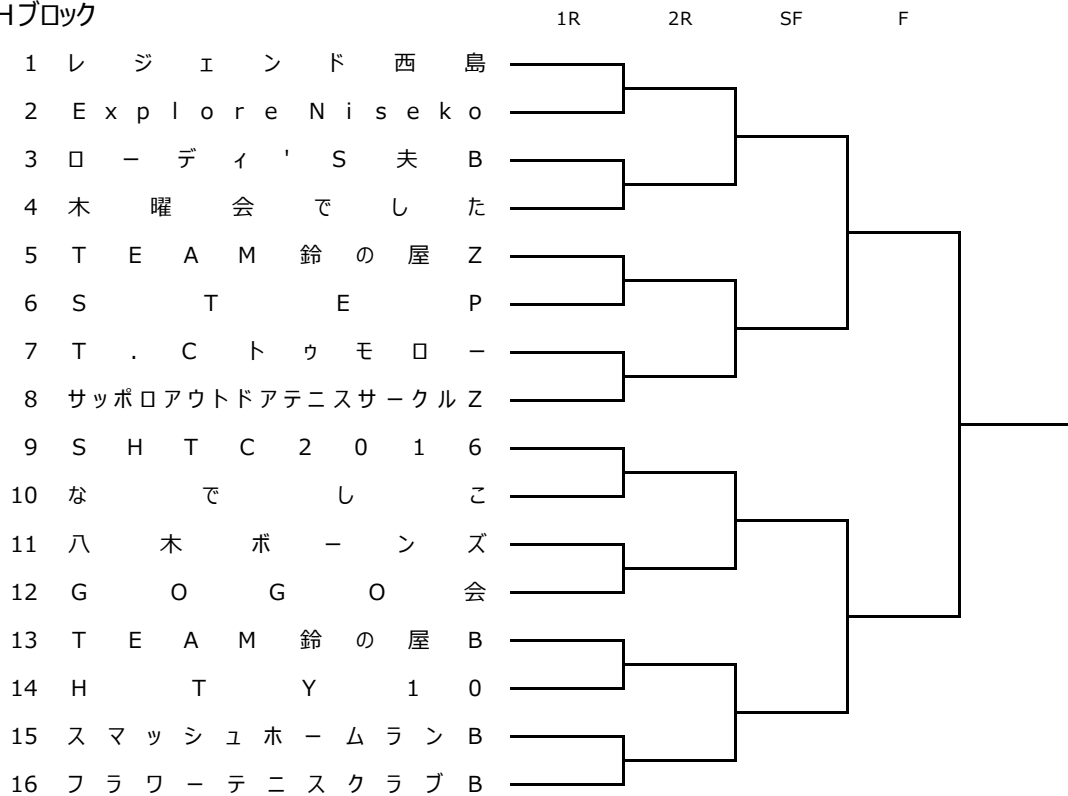 Hブロック 1R 2R SF F
1 レジェンド西島
2 Explore Niseko
3 ローディ'S夫B
4 木曜会でした
5 TEAM鈴の屋Z
6 STEP
7 T.Cトゥモロー
8 サッポロアウトドアテニスサークルZ
9 SHTC2016
10 なでしこ
11 八木ボーンズ
12 GOGO会
13 TEAM鈴の屋B
14 HTY10
15 スマッシュホームランB
16 フラワーテニスクラブB